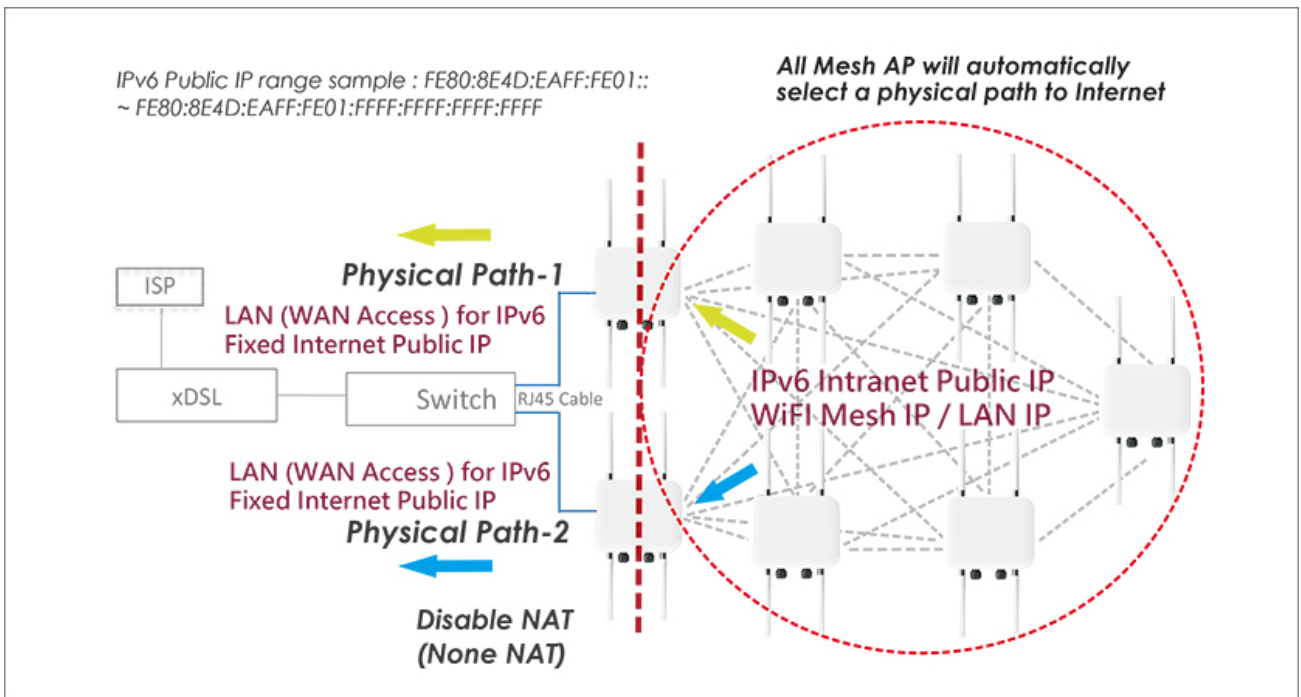 IPv6 Public IP range sample : FE80:8E4D:EAFF:FE01::
~ FE80:8E4D:EAFF:FE01:FFFF:FFFF:FFFF:FFFF
All Mesh AP will automatically
select a physical path to Internet
Physical Path-1
ISP
LAN (WAN Access ) for IPv6
Fixed Internet Public IP
xDSL
Switch
RJ45 Cable
IPv6 Intranet Public IP
WiFI Mesh IP / LAN IP
LAN (WAN Access ) for IPv6
Fixed Internet Public IP
Physical Path-2
Disable NAT
(None NAT)